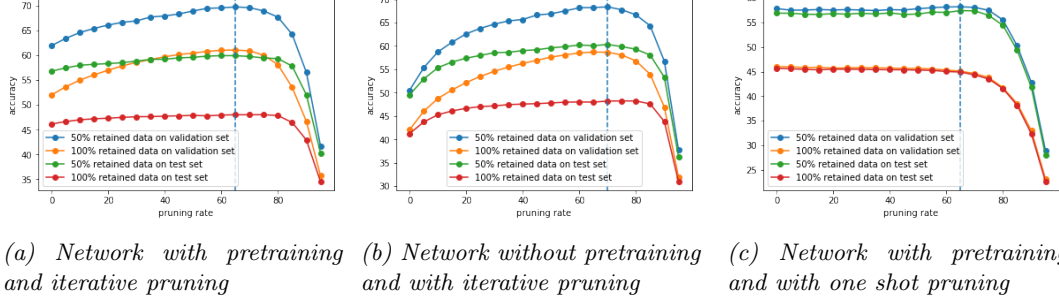 70
65
60
55
50
45
40
35
accuracy
50% retained data on validation set
100% retained data on validation set
50% retained data on test set
100% retained data on test set
0 20 40 60 80
pruning rate
70
65
60
55
50
45
40
35
30
accuracy
50% retained data on validation set
100% retained data on validation set
50% retained data on test set
100% retained data on test set
0 20 40 60 80
pruning rate
55
50
45
40
35
30
25
accuracy
50% retained data on validation set
100% retained data on validation set
50% retained data on test set
100% retained data on test set
0 20 40 60 80
pruning rate
(a) Network with pretraining
and iterative pruning
(b) Network without pretraining
and with iterative pruning
(c) Network with pretraining
and with one shot pruning